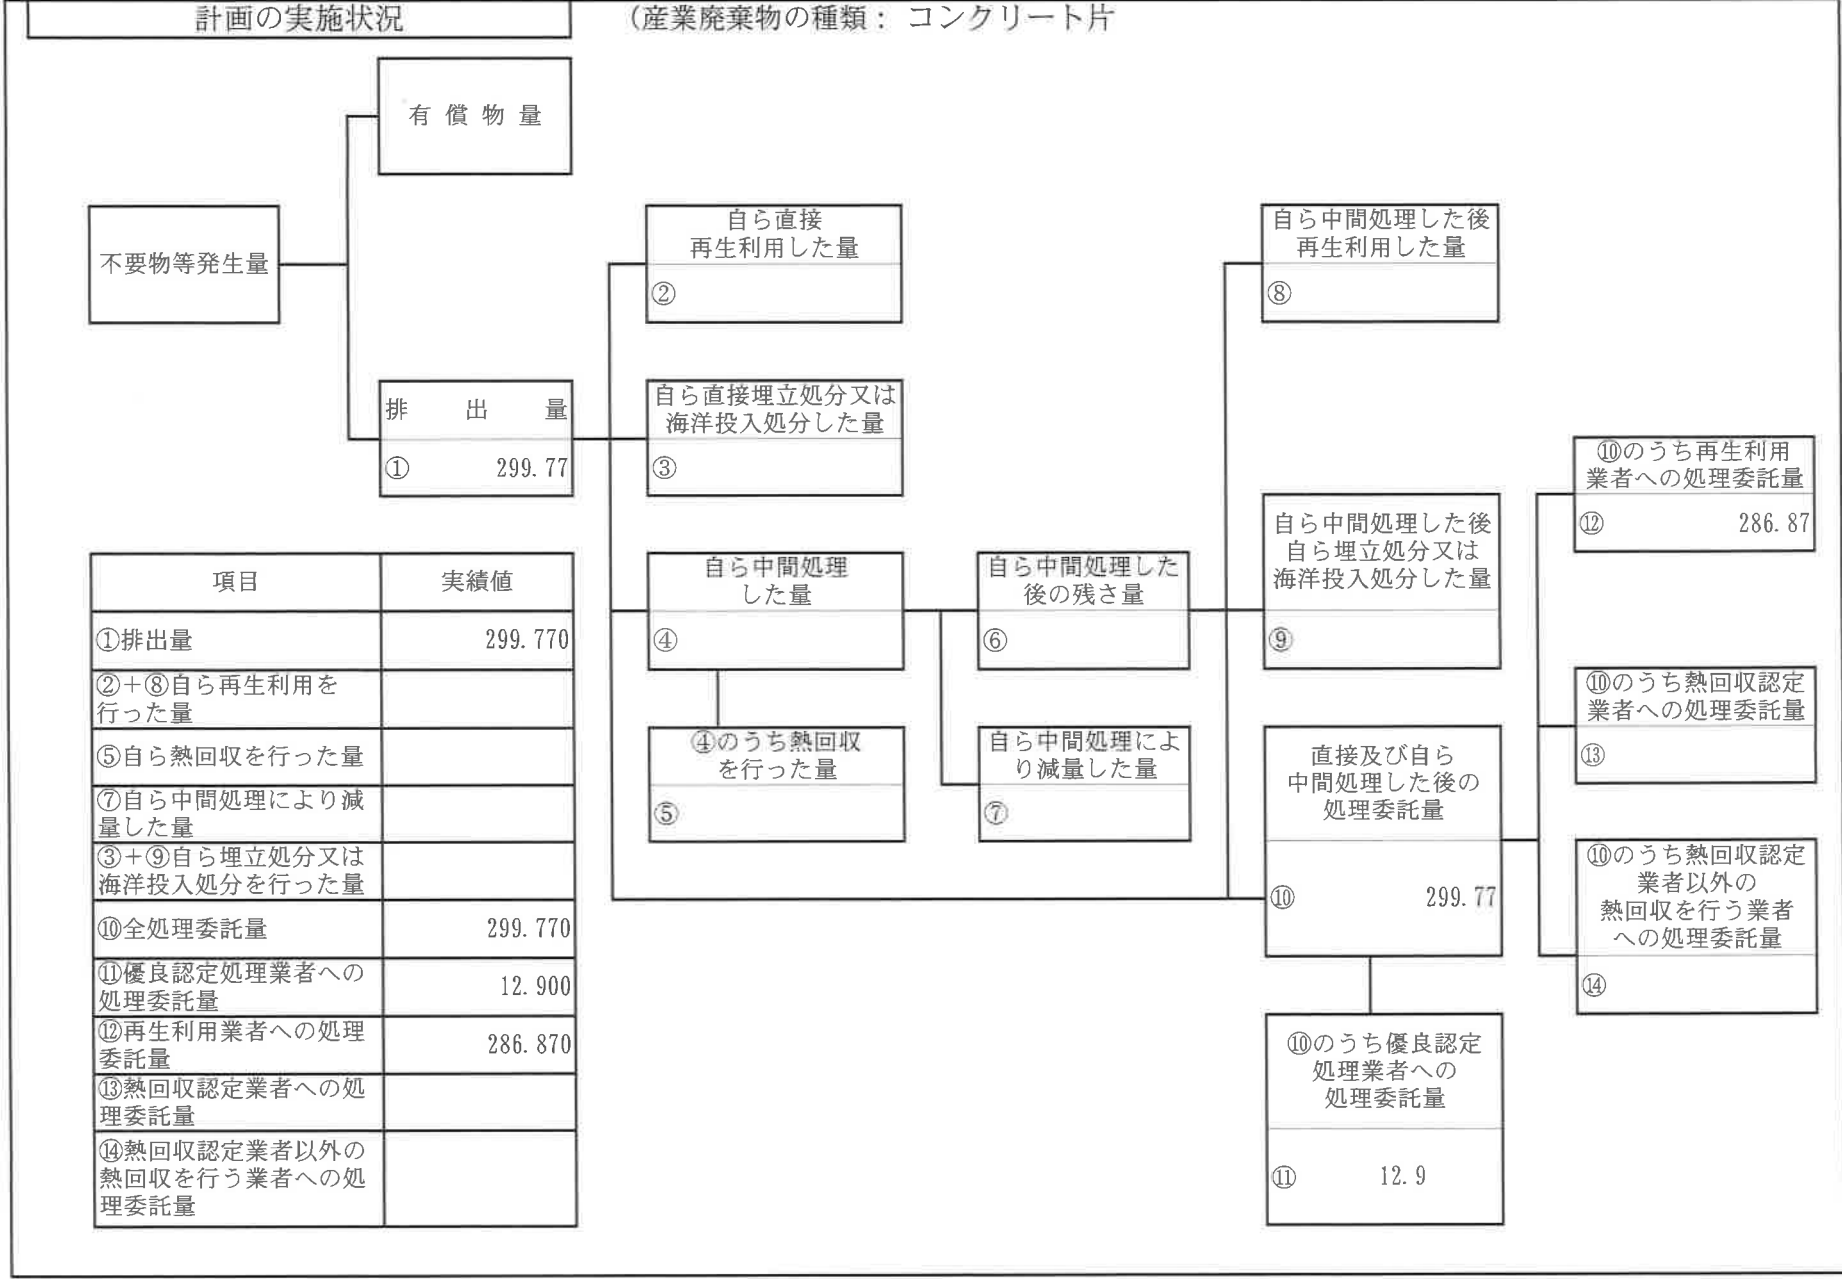 計画の実施状況
(産業廃棄物の種類： コンクリート片
有 償 物 量
不要物等発生量
自ら直接
再生利用した量
②
自ら中間処理した後
再生利用した量
⑧
排 出 量
① 299.77
自ら直接埋立処分又は
海洋投入処分した量
③
⑩のうち再生利用
業者への処理委託量
⑫ 286.87
自ら中間処理した後
自ら埋立処分又は
海洋投入処分した量
⑨
自ら中間処理
した量
④
自ら中間処理した
後の残さ量
⑥
⑩のうち熱回収認定
業者への処理委託量
⑬
④のうち熱回収
を行った量
⑤
自ら中間処理によ
り減量した量
⑦
直接及び自ら
中間処理した後の
処理委託量
⑩ 299.77
⑩のうち熱回収認定
業者以外の
熱回収を行う業者
への処理委託量
⑭
⑩のうち優良認定
処理業者への
処理委託量
⑪ 12.9
項目 実績値
①排出量 299.770
②＋⑧自ら再生利用を
行った量
⑤自ら熱回収を行った量
⑦自ら中間処理により減
量した量
③＋⑨自ら埋立処分又は
海洋投入処分を行った量
⑩全処理委託量 299.770
⑪優良認定処理業者への
処理委託量 12.900
⑫再生利用業者への処理
委託量 286.870
⑬熱回収認定業者への処
理委託量
⑭熱回収認定業者以外の
熱回収を行う業者への処
理委託量